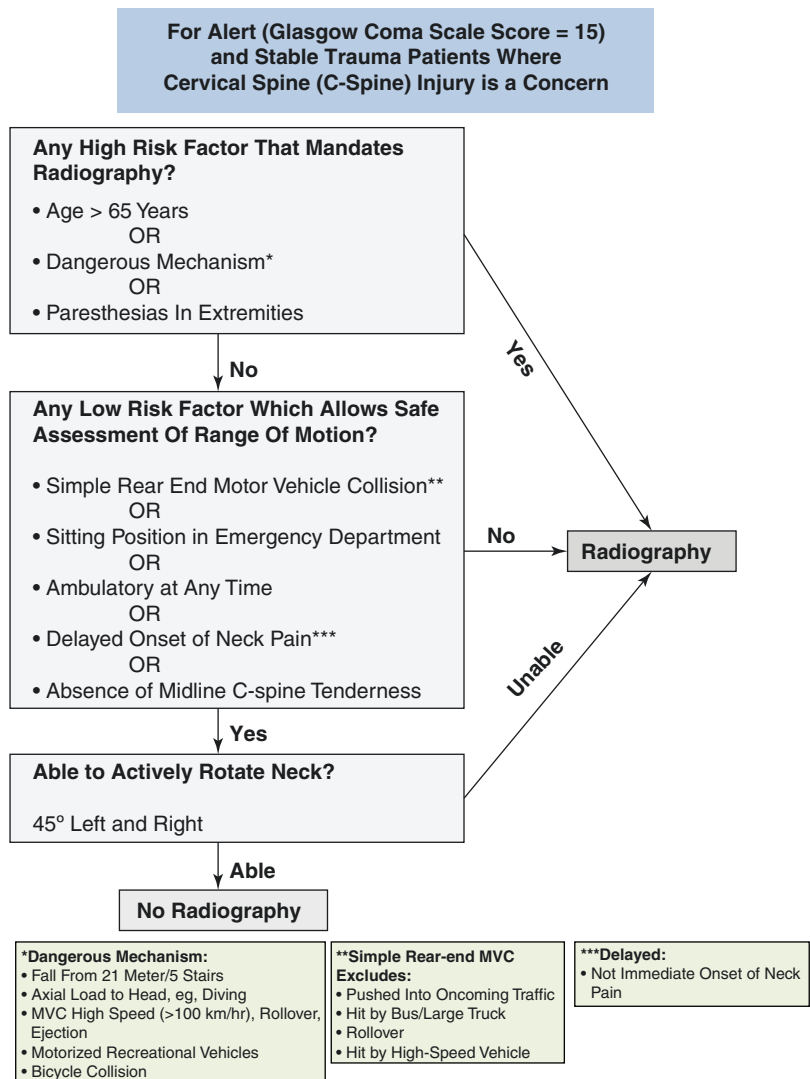 For Alert (Glasgow Coma Scale Score = 15)
and Stable Trauma Patients Where
Cervical Spine (C-Spine) Injury is a Concern
Any High Risk Factor That Mandates
Radiography?
• Age > 65 Years
OR
• Dangerous Mechanism*
OR
• Paresthasias In Extremities
Yes
No
Any Low Risk Factor Which Allows Safe
Assessment Of Range Of Motion?
• Simple Rear End Motor Vehicle Collision**
OR
• Sitting Position in Emergency Department
OR
• Ambulatory at Any Time
OR
• Delayed Onset of Neck Pain***
OR
• Absence of Midline C-spine Tenderness
No
Radiography
Unable
Yes
Able to Actively Rotate Neck?
45º Left and Right
Able
No Radiography
*Dangerous Mechanism:
• Fall From 21 Meter/5 Stairs
• Axial Load to Head, eg, Diving
• MVC High Speed (>100 km/hr), Rollover,
Ejection
• Motorized Recreational Vehicles
• Bicycle Collision
**Simple Rear-end MVC
Excludes:
• Pushed Into Oncoming Traffic
• Hit by Bus/Large Truck
• Rollover
• Hit by High-Speed Vehicle
***Delayed:
• Not Immediate Onset of Neck
Pain